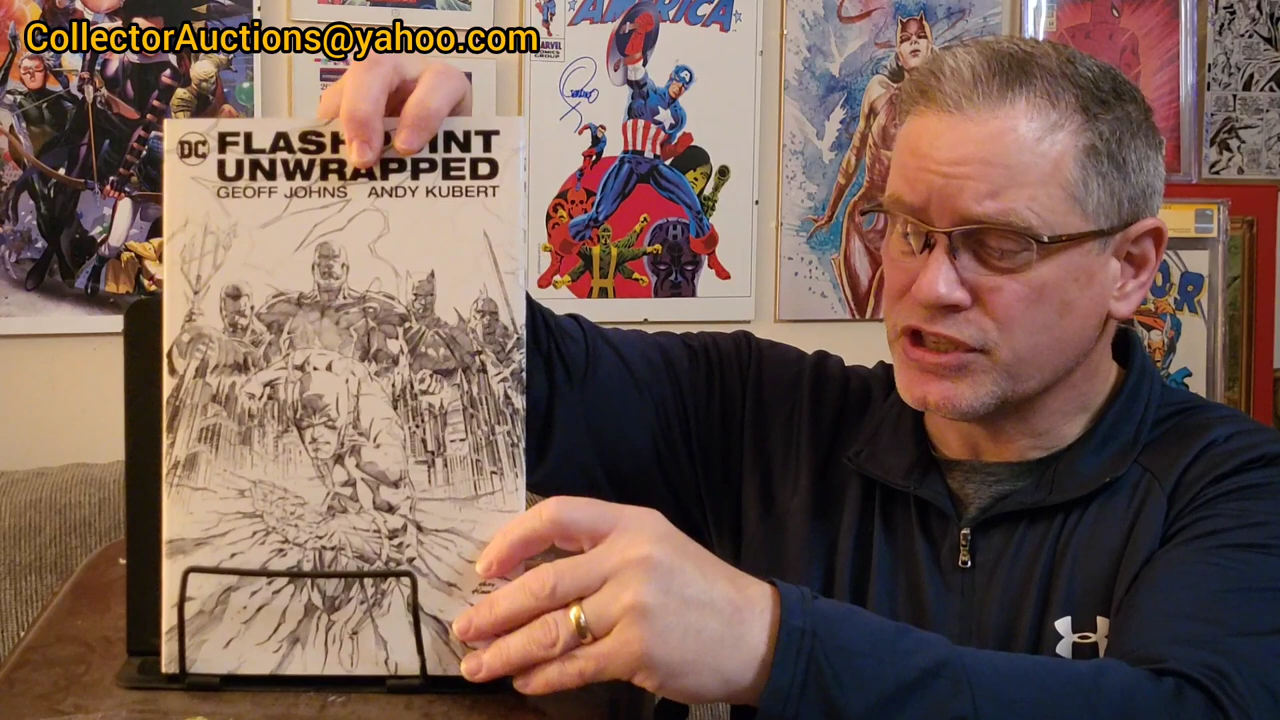 CollectorAuctions@yahoo.com
AMERICA
MARVEL
COMICS
GROUP
DC FLASHPOINT
UNWRAPPED
GEOFF JOHNS ANDY KUBERT